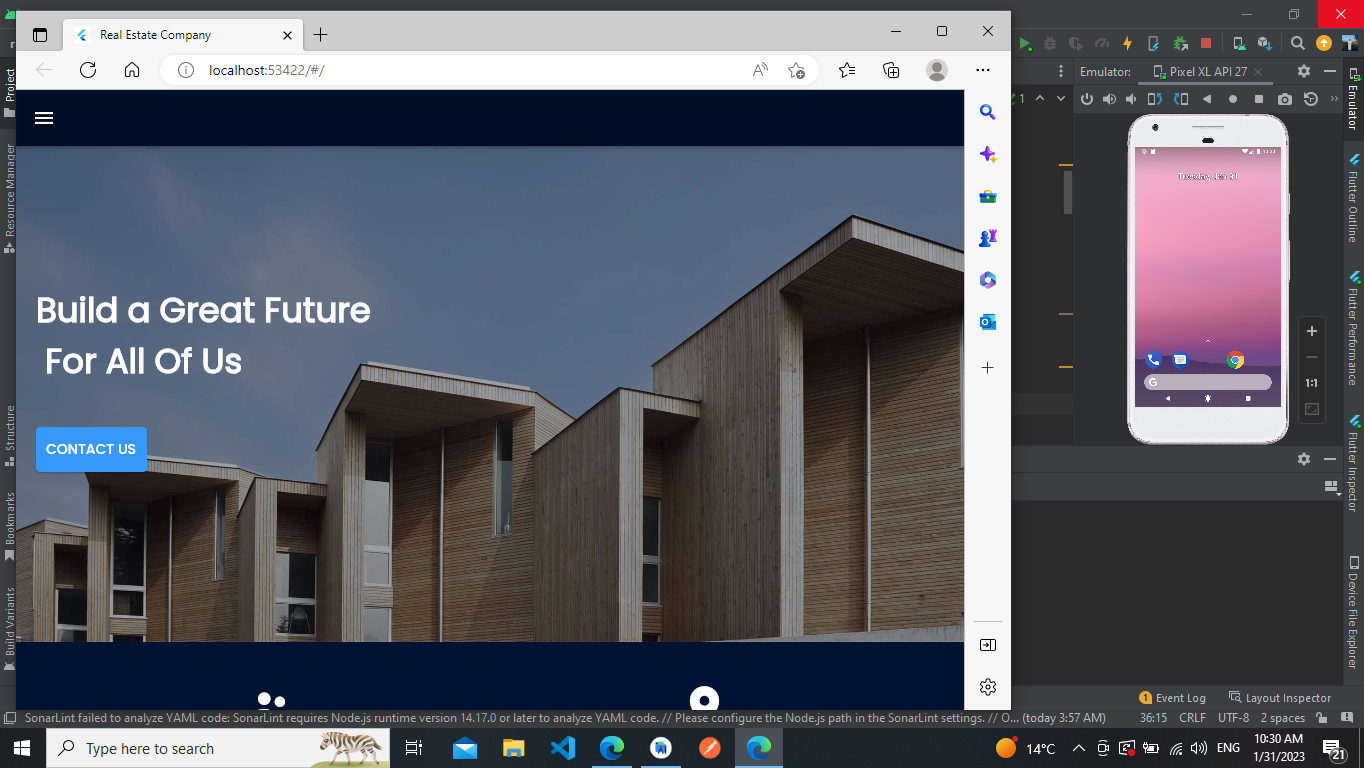 Real Estate Company
localhost:53422/#/
Build a Great Future
For All Of Us
CONTACT US
Emulator:
Pixel XL API 27
1
Tuesday, Jan 31
G
1:1
Project
Resource Manager
Structure
Bookmarks
Build Variants
Emulator
Flutter Outline
Flutter Performance
Flutter Inspector
Device File Explorer
1 Event Log
Layout Inspector
SonarLint failed to analyze YAML code: SonarLint requires Node.js runtime version 14.17.0 or later to analyze YAML code. // Please configure the Node.js path in the SonarLint settings. // O... (today 3:57 AM)
36:15 CRLF UTF-8 2 spaces
Type here to search
14°C
ENG
10:30 AM
1/31/2023
21